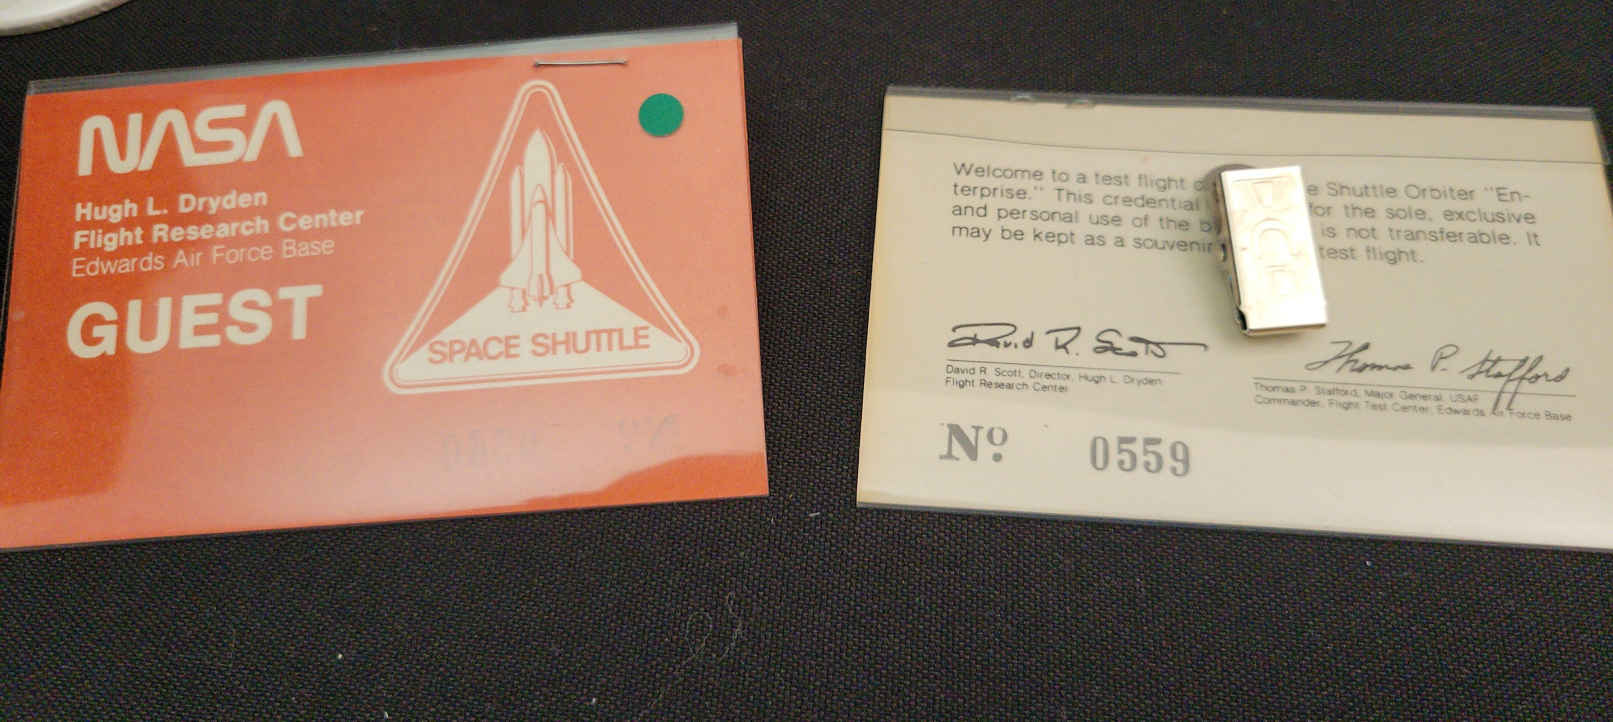 NASA
Hugh L. Dryden
Flight Research Center
Edwards Air Force Base
GUEST
SPACE SHUTTLE
Welcome to a test flight e Shuttle Orbiter "En-
terprise." This credential for the sole, exclusive
and personal use of the b is not transferable. It
may be kept as a souvenir test flight.
David R. Scott
Thomas P. Stafford
David R. Scott, Director, Hugh L. Dryden
Flight Research Center
Thomas P. Stafford, Major General, USAF
Commander, Flight Test Center, Edwards Air Force Base
Nº 0559